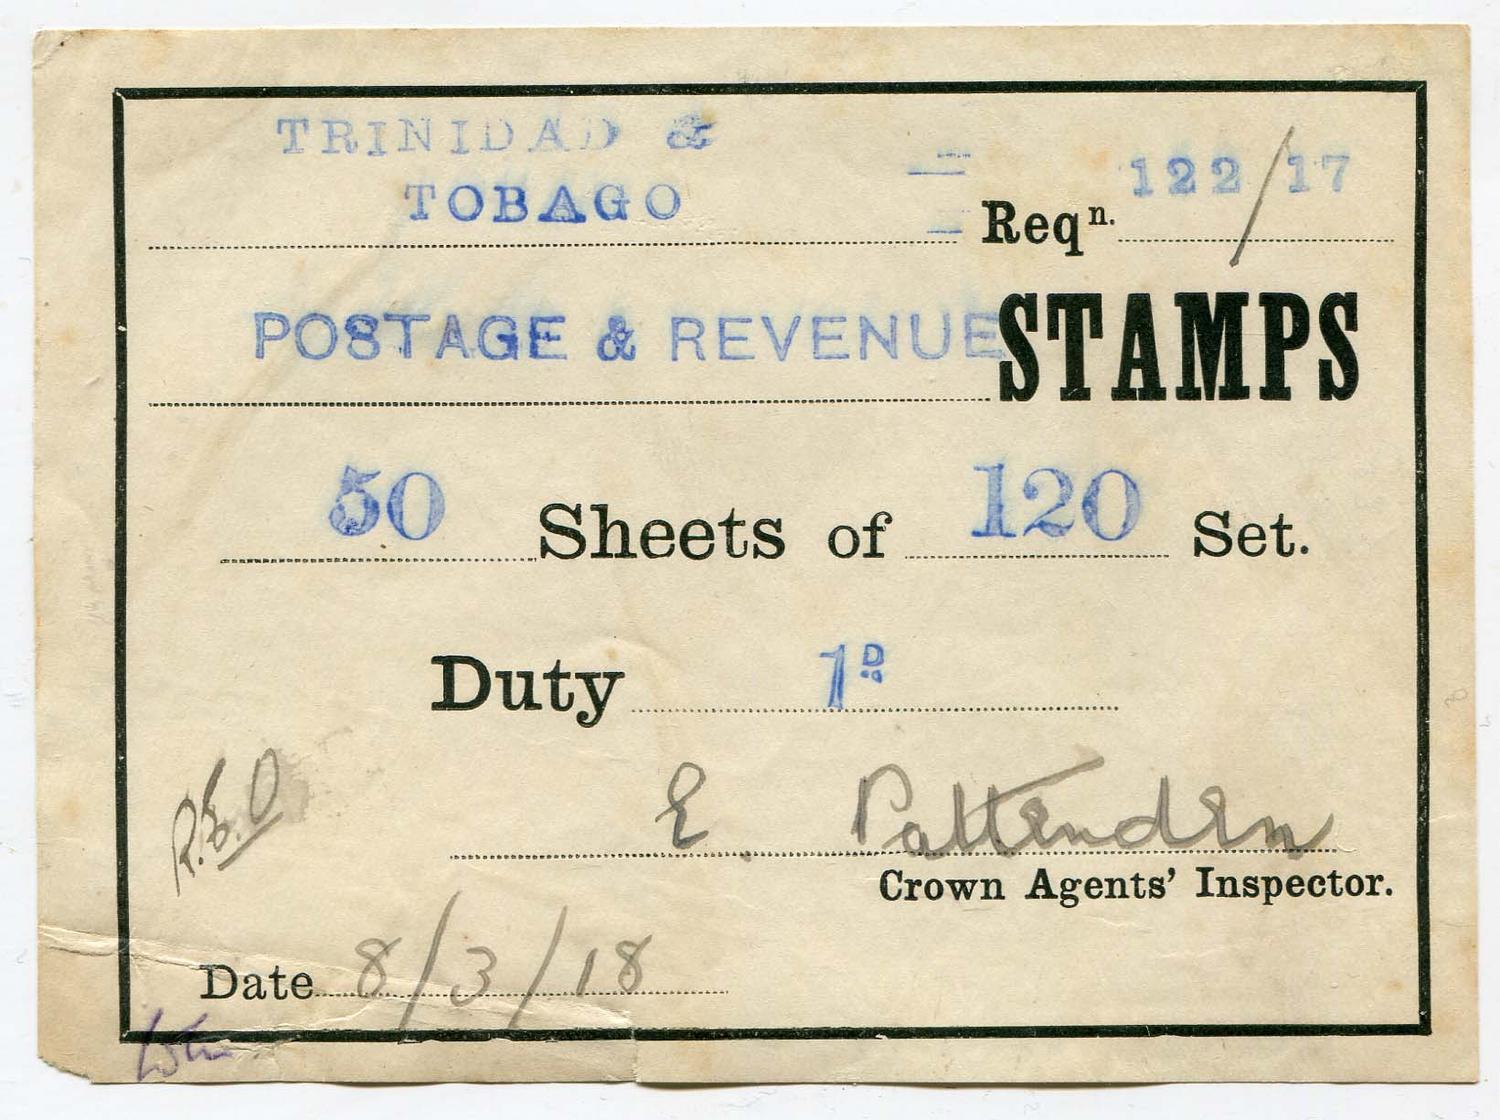 TRINIDAD &
TOBAGO
Reqn. 122/17
POSTAGE & REVENUE STAMPS
50 Sheets of 120 Set.
Duty 1D
E. Pattenden
R.E.O
Crown Agents' Inspector.
Date 8/3/18